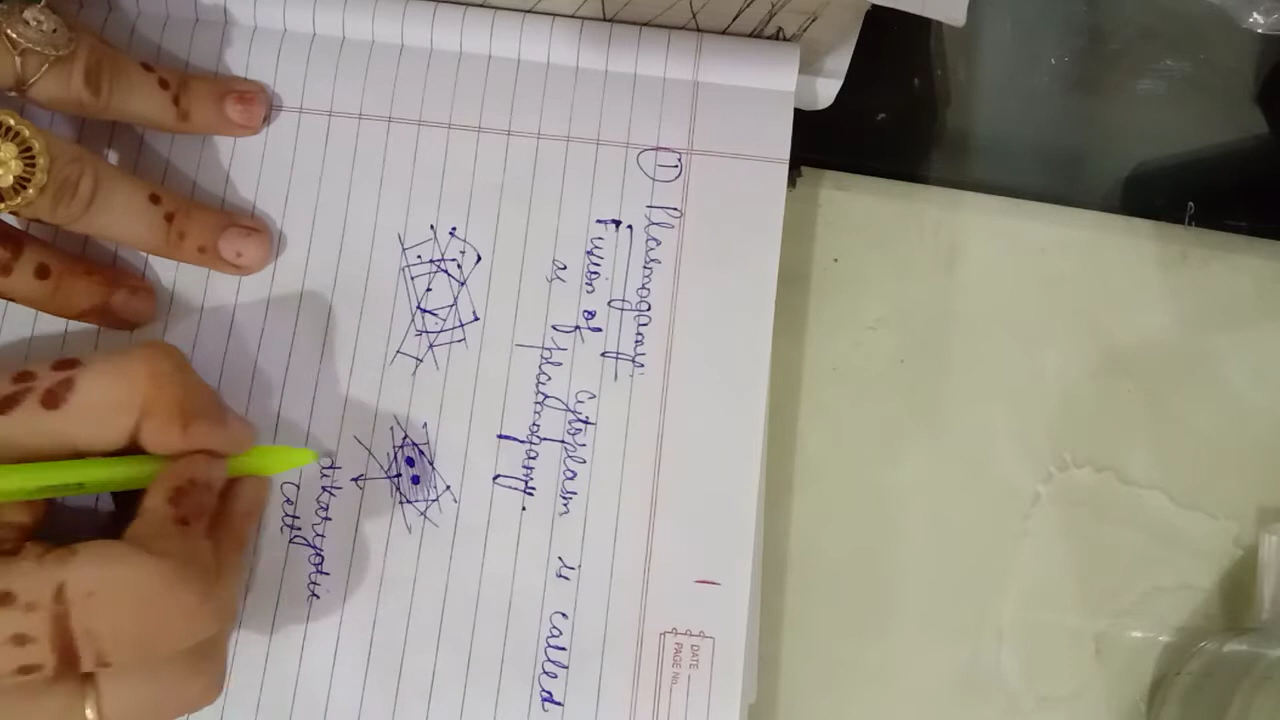 DATE
PAGE No.
① Plasmogamy:
Fusion of cytoplasm is called
as plasmogamy.
dikaryotic
cell